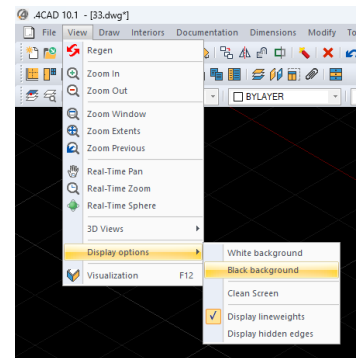 .4CAD 10.1 - [33.dwg*]
File View Draw Interiors Documentation Dimensions Modify To
Regen
Zoom In
Zoom Out
BYLAYER
Zoom Window
Zoom Extents
Zoom Previous
Real-Time Pan
Real-Time Zoom
Real-Time Sphere
3D Views
Display options
White background
Visualization F12
Black background
Clean Screen
Display lineweights
Display hidden edges